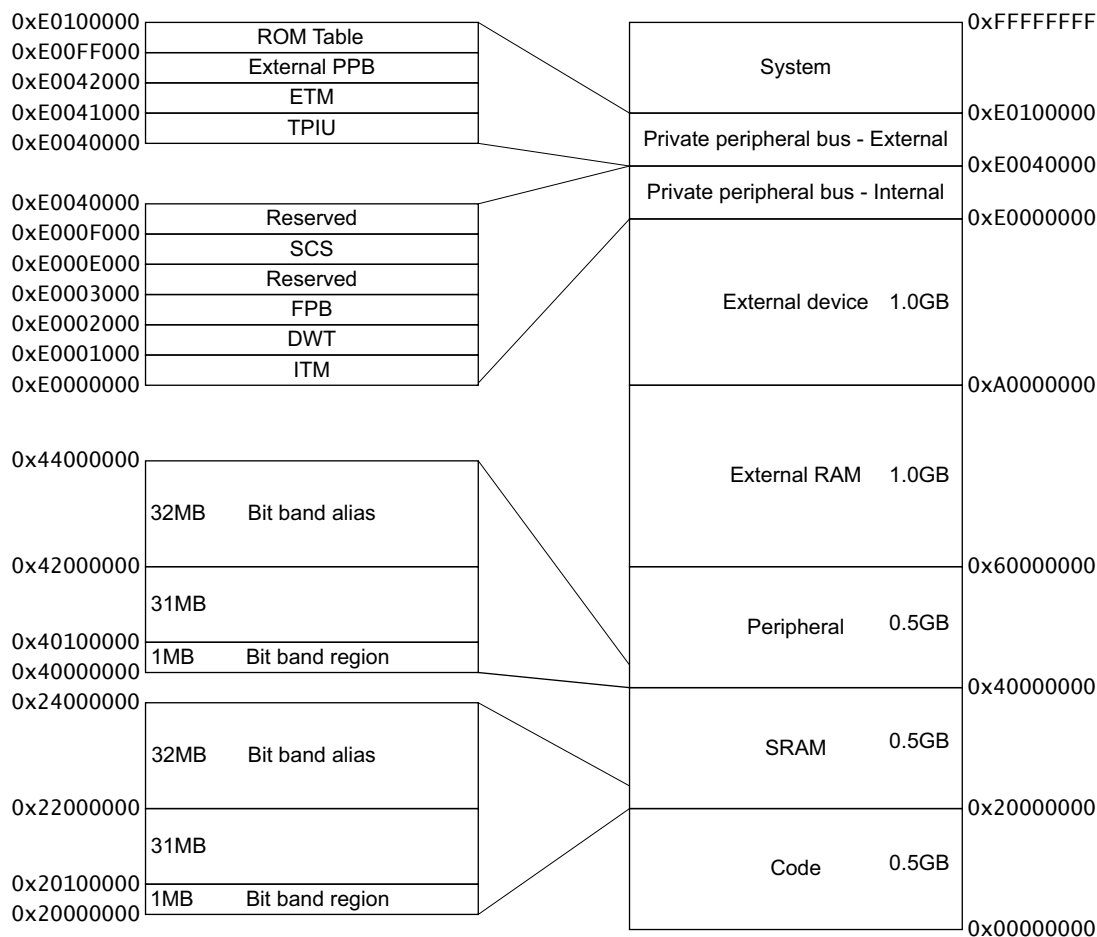 0xE0100000
ROM Table
0xE00FF000
External PPB
0xE0042000
ETM
0xE0041000
TPIU
0xE0040000
0xE0040000
Reserved
0xE000F000
SCS
0xE000E000
Reserved
0xE0003000
FPB
0xE0002000
DWT
0xE0001000
ITM
0xE0000000
0x44000000
32MB Bit band alias
0x42000000
31MB
0x40100000
1MB Bit band region
0x40000000
0x24000000
32MB Bit band alias
0x22000000
31MB
0x20100000
1MB Bit band region
0x20000000
0xFFFFFFFF
System
0xE0100000
Private peripheral bus - External
0xE0040000
Private peripheral bus - Internal
0xE0000000
External device 1.0GB
0xA0000000
External RAM 1.0GB
0x60000000
Peripheral 0.5GB
0x40000000
SRAM 0.5GB
0x20000000
Code 0.5GB
0x00000000